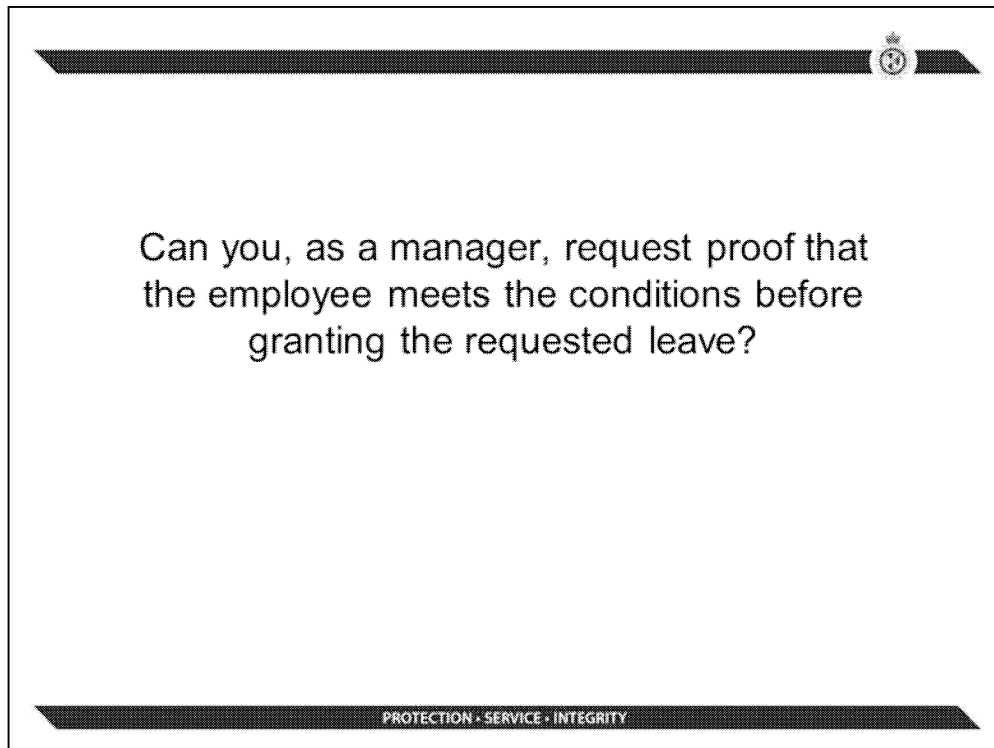 Can you, as a manager, request proof that
the employee meets the conditions before
granting the requested leave?
PROTECTION • SERVICE • INTEGRITY